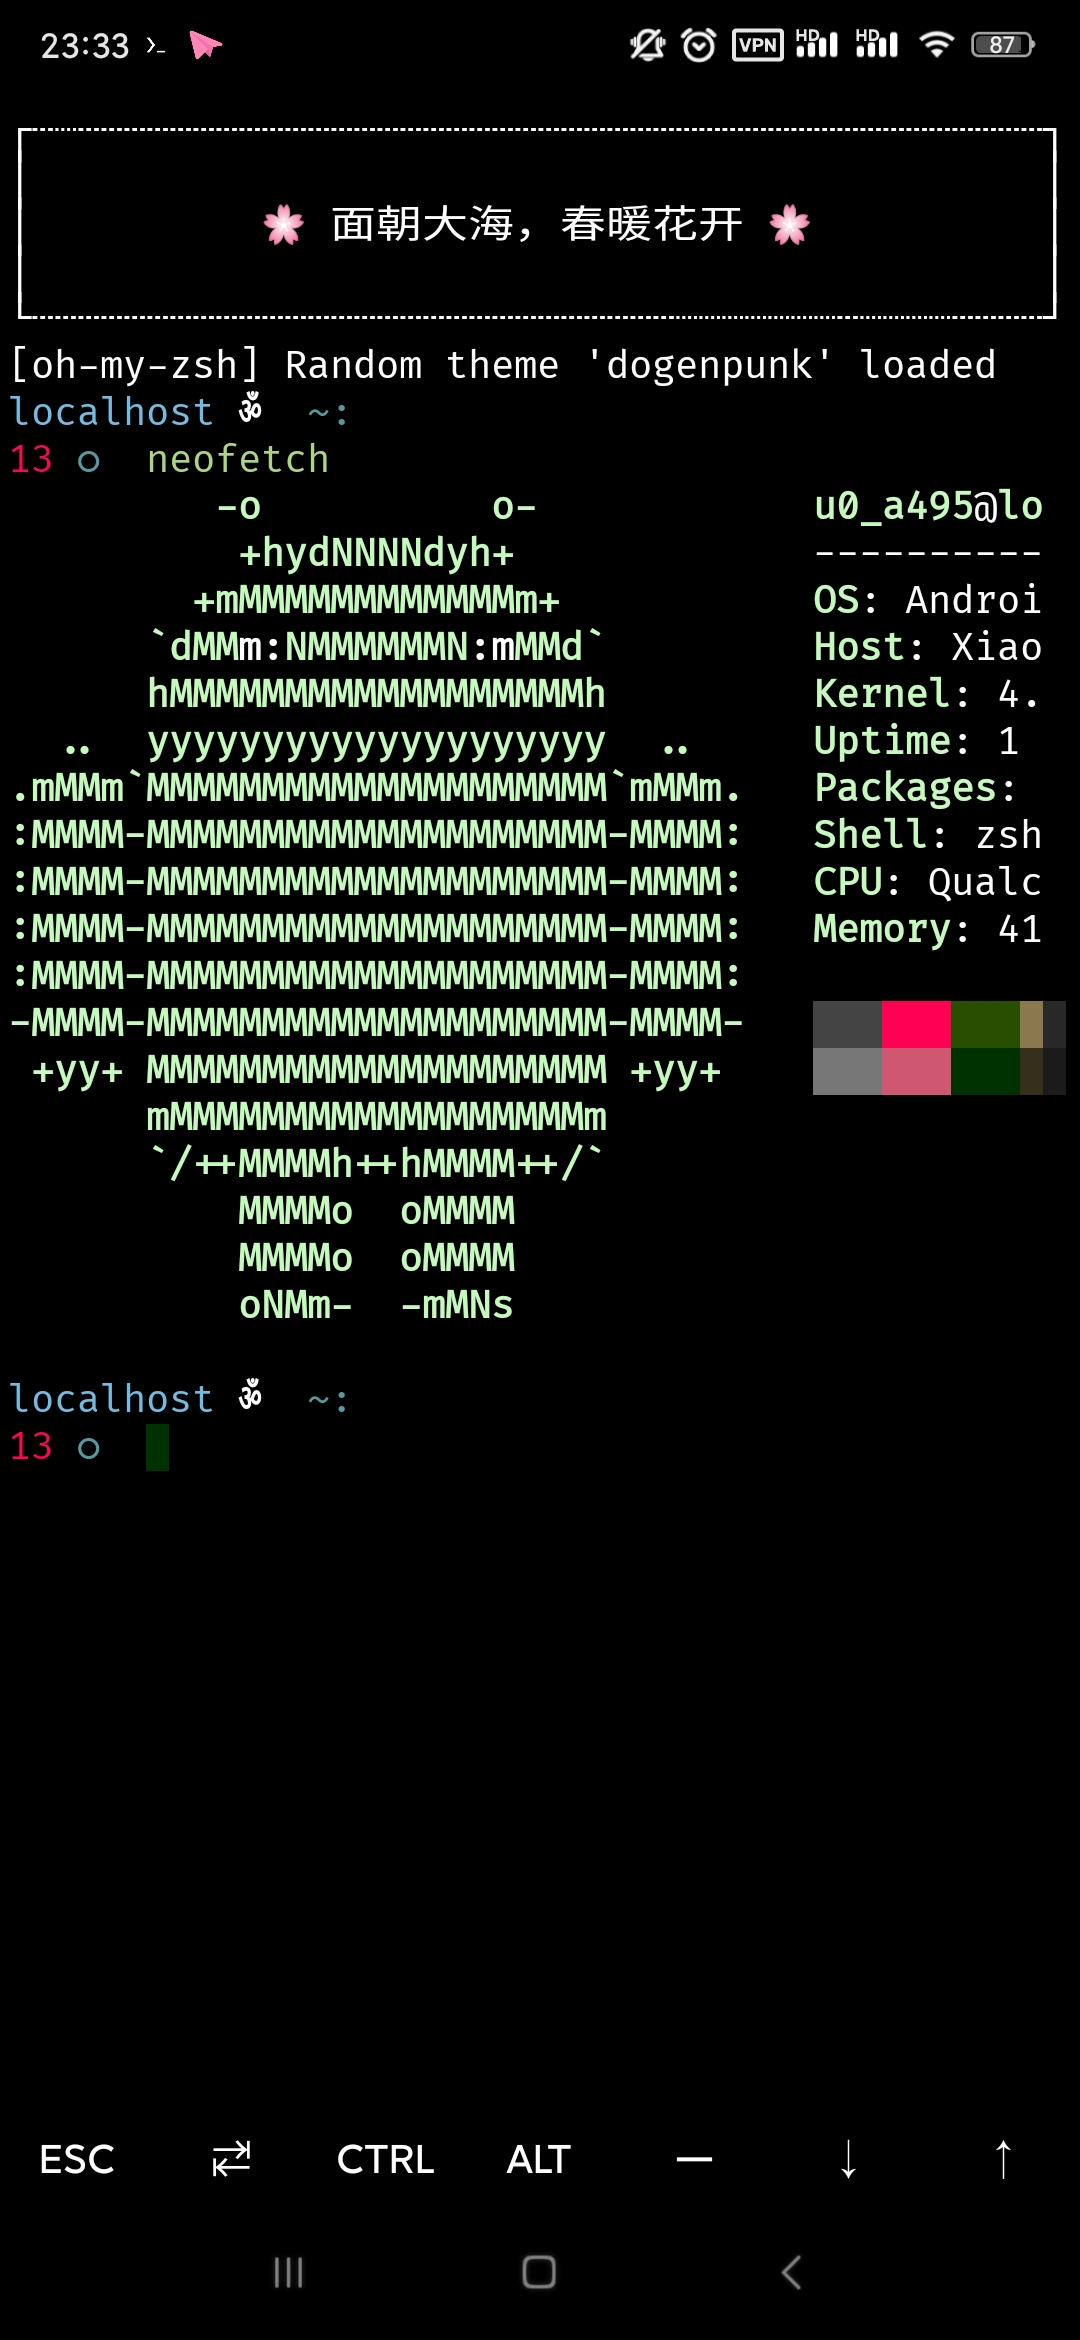 23:33 VPN HD HD 87
🌸 面朝大海，春暖花开 🌸
[oh-my-zsh] Random theme 'dogenpunk' loaded
localhost ॐ  ~:
13 ○  neofetch
         -o          o-            u0_a495@lo
          +hydNNNNdyh+             ----------
        +mMMMMMMMMMMMMm+           OS: Androi
      `dMMm:NMMMMMMN:mMMd`         Host: Xiao
      hMMMMMMMMMMMMMMMMMMh         Kernel: 4.
  ..  yyyyyyyyyyyyyyyyyyyy  ..     Uptime: 1
.mMMm`MMMMMMMMMMMMMMMMMMMM`mMMm.   Packages:
:MMMM-MMMMMMMMMMMMMMMMMMMM-MMMM:   Shell: zsh
:MMMM-MMMMMMMMMMMMMMMMMMMM-MMMM:   CPU: Qualc
:MMMM-MMMMMMMMMMMMMMMMMMMM-MMMM:   Memory: 41
:MMMM-MMMMMMMMMMMMMMMMMMMM-MMMM:
-MMMM-MMMMMMMMMMMMMMMMMMMM-MMMM-
 +yy+ MMMMMMMMMMMMMMMMMMMM +yy+
      mMMMMMMMMMMMMMMMMMMm
      `/++MMMMh++hMMMM++/`
          MMMMo  oMMMM
          MMMMo  oMMMM
          oNMm-  -mMNs
localhost ॐ  ~:
13 ○
ESC ⇄ CTRL ALT — ↓ ↑